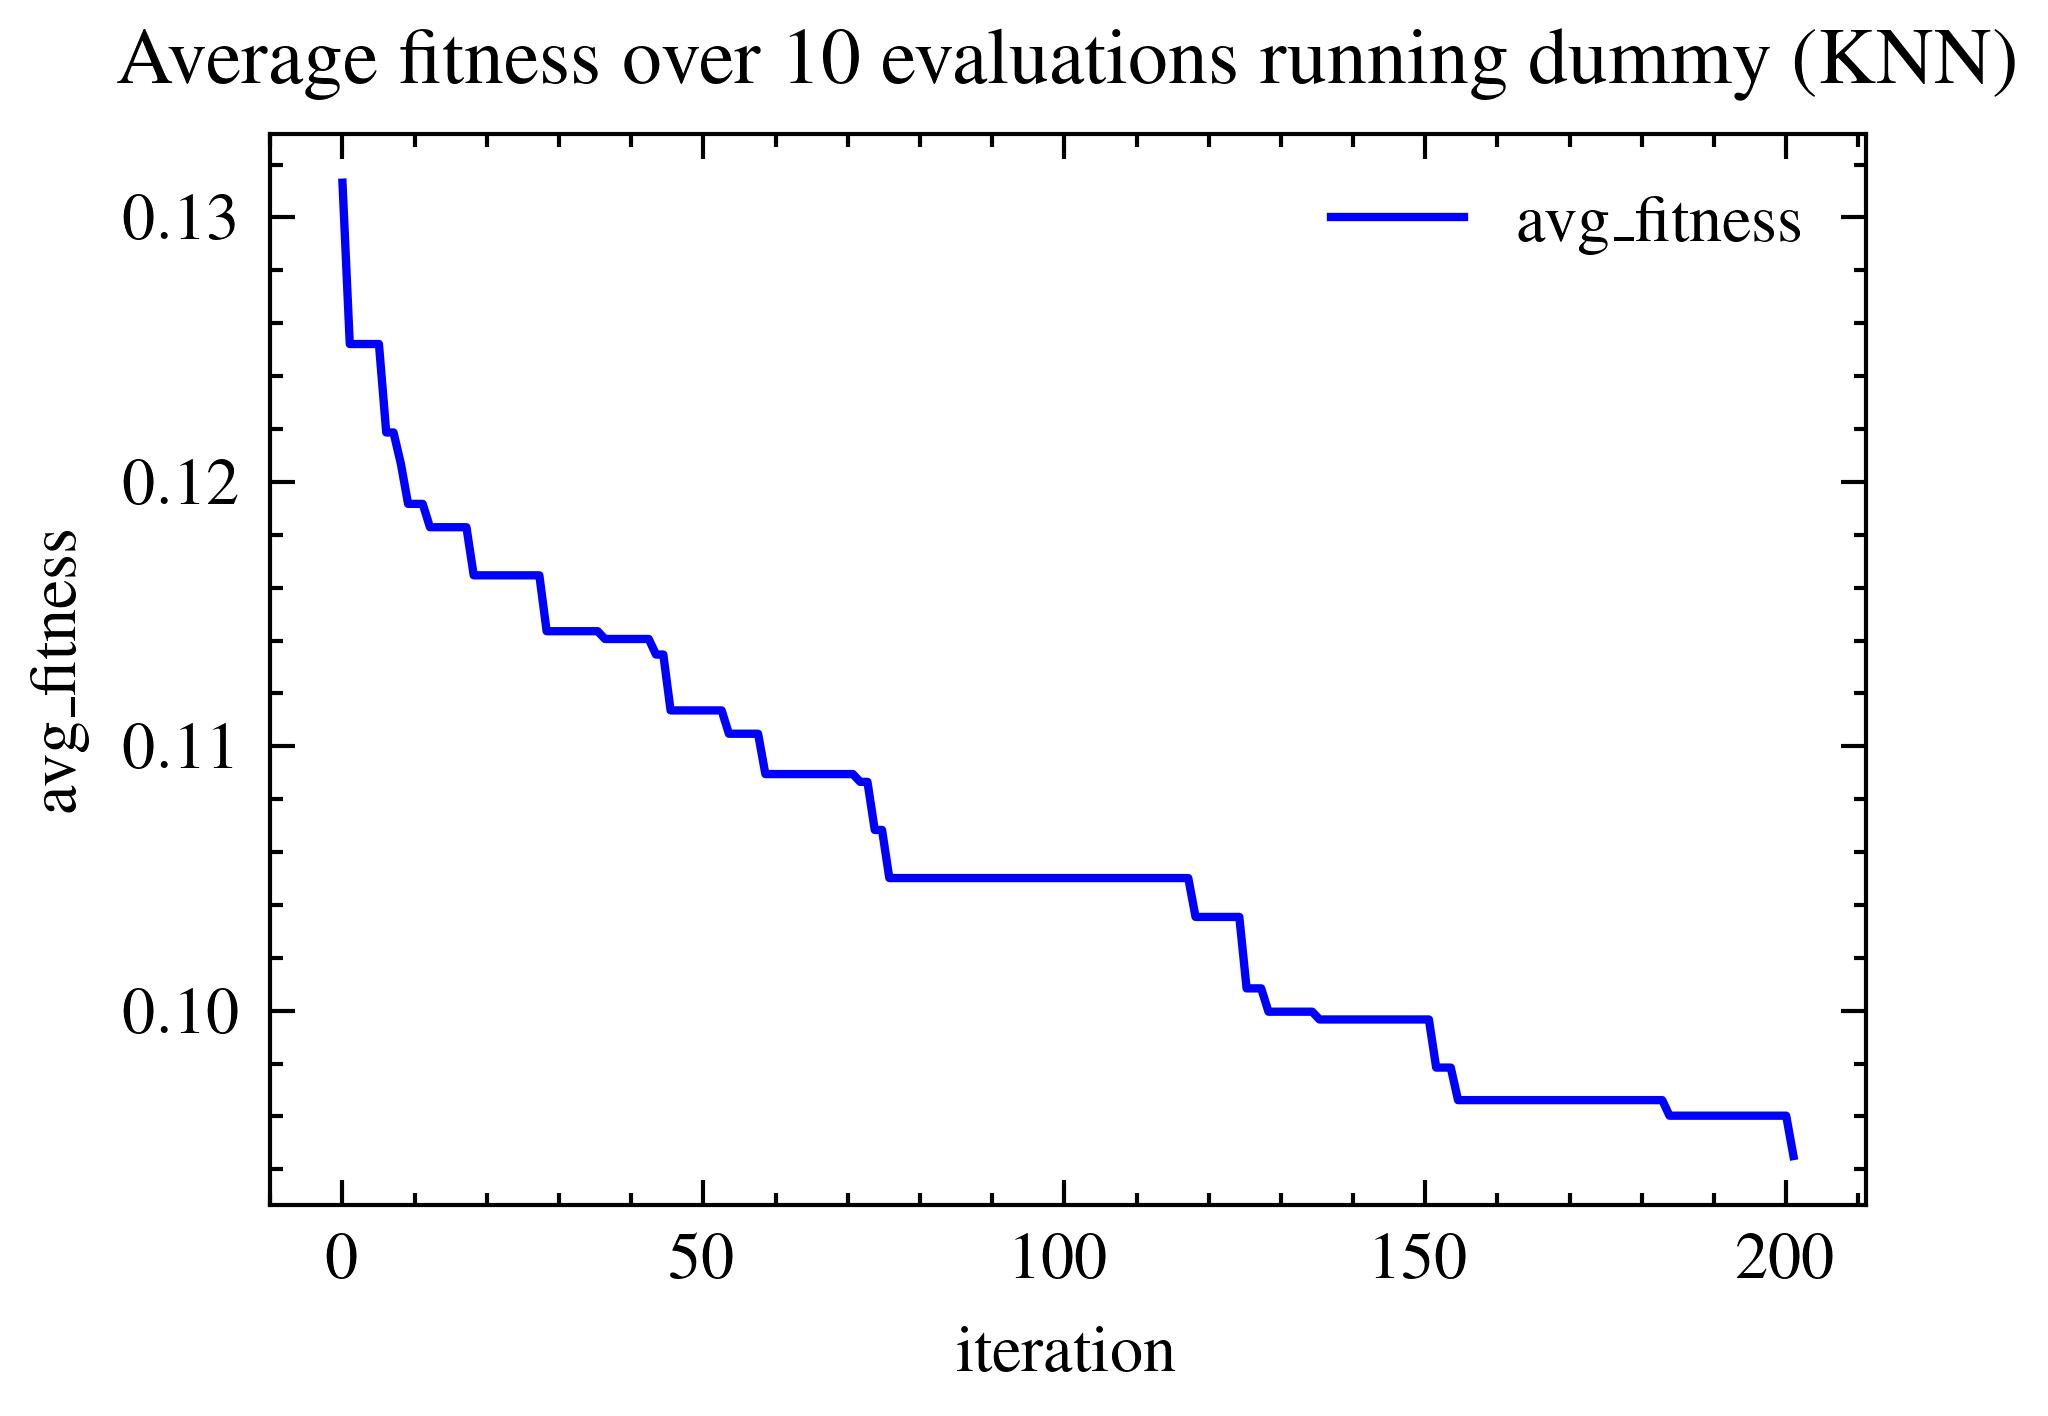 Average fitness over 10 evaluations running dummy (KNN)
avg_fitness
0.13
0.12
0.11
0.10
avg_fitness
0 50 100 150 200
iteration